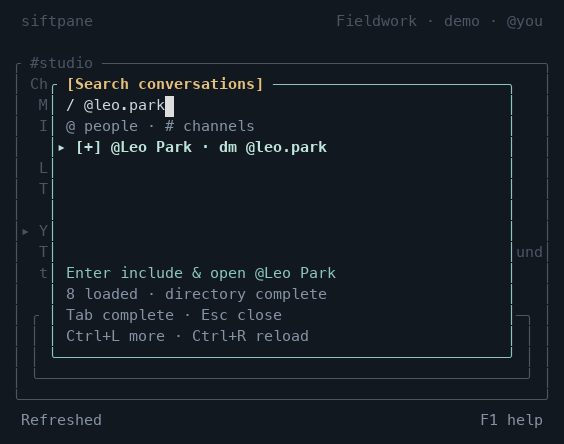 siftpane Fieldwork · demo · @you
#studio
Ch [Search conversations]
M / @leo.park
I @ people · # channels
▸ [+] @Leo Park · dm @leo.park
L
T
▸ Y
T und
t Enter include & open @Leo Park
8 loaded · directory complete
Tab complete · Esc close
Ctrl+L more · Ctrl+R reload
Refreshed F1 help